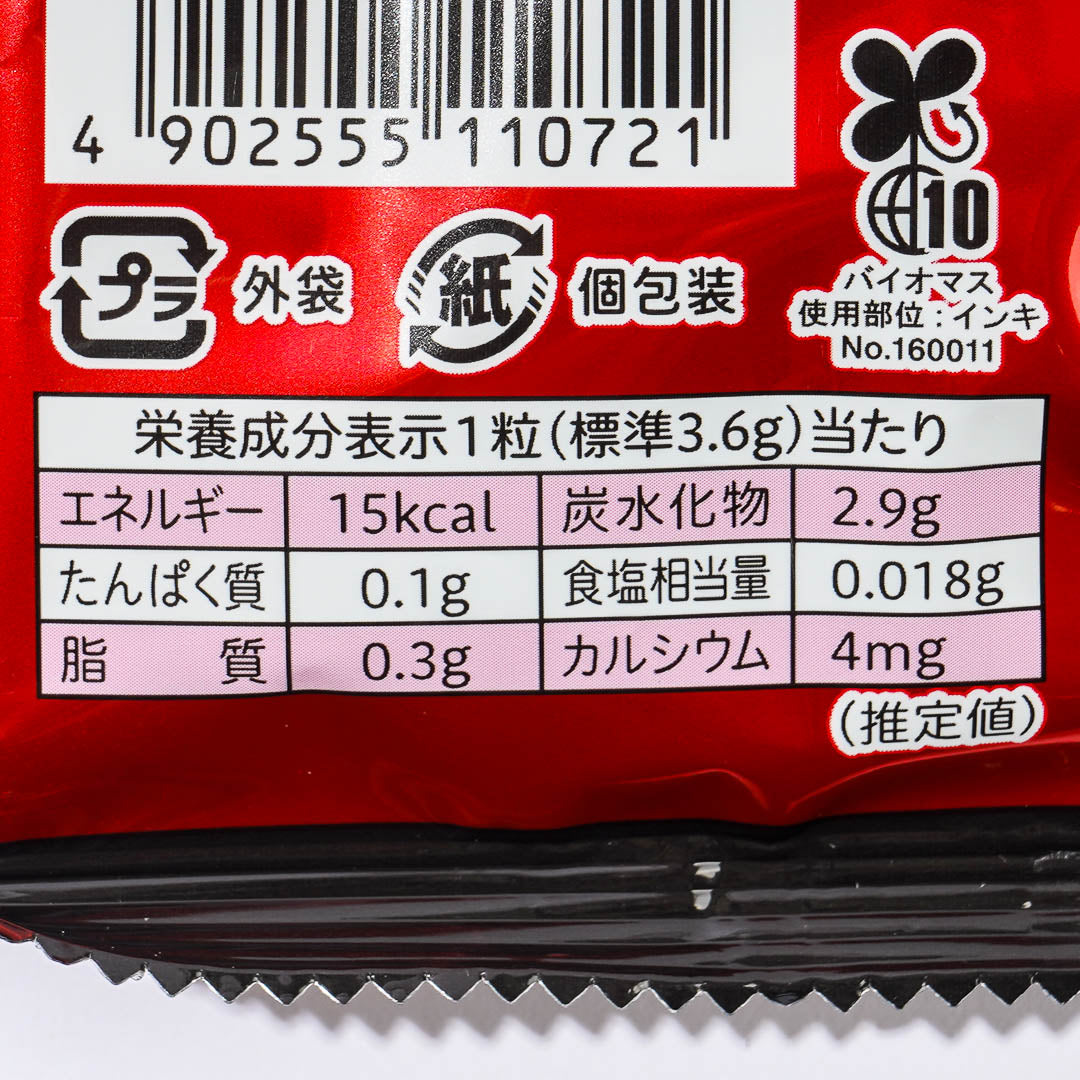 4 902555 110721
プラ 外袋 紙 個包装
10
バイオマス
使用部位:インキ
No.160011
栄養成分表示1粒(標準3.6g)当たり
エネルギー 15kcal 炭水化物 2.9g
たんぱく質 0.1g 食塩相当量 0.018g
脂質 0.3g カルシウム 4mg
(推定値)